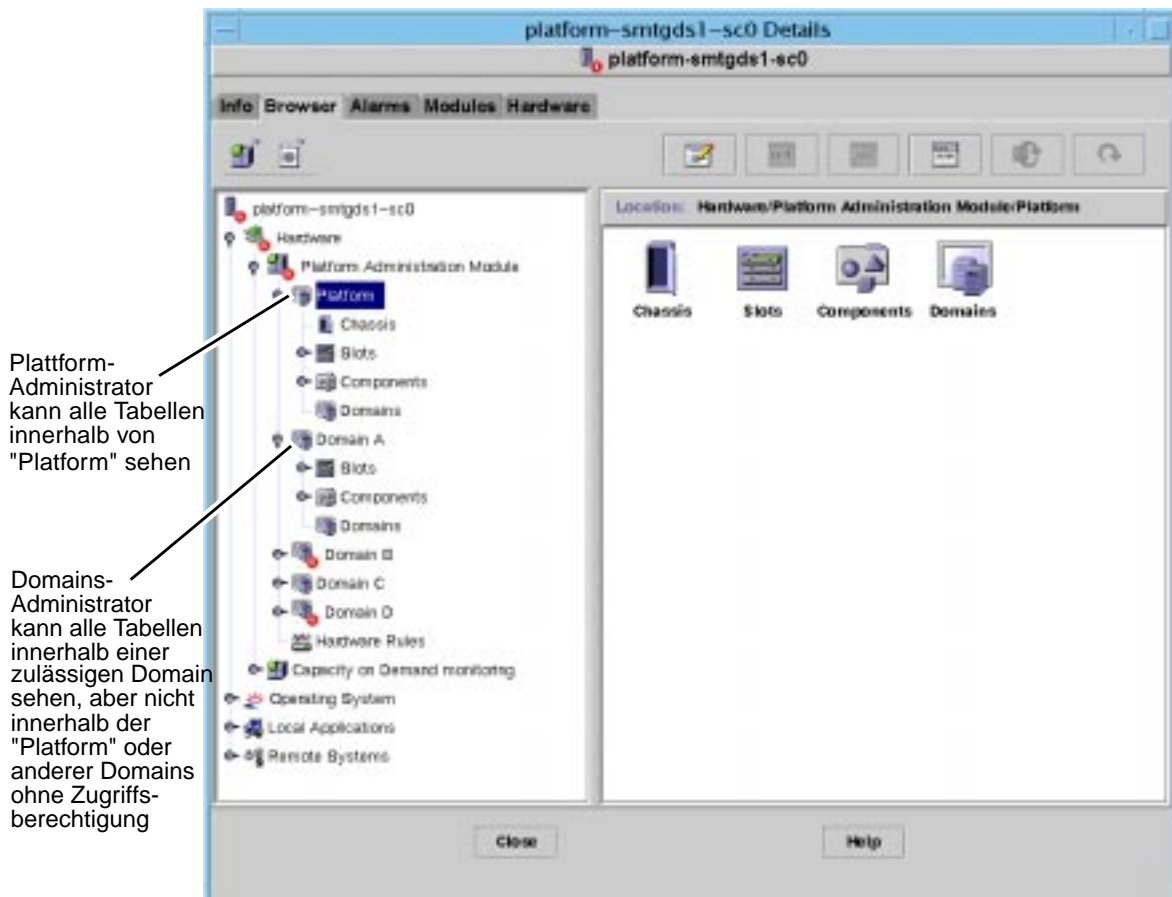 platform-smtgds1-sc0 Details
platform-smtgds1-sc0
Info Browser Alarms Modules Hardware
platform-smtgds1-sc0
Hardware
Platform Administration Module
Platform
Chassis
Slots
Components
Domains
Domain A
Slots
Components
Domains
Domain B
Domain C
Domain D
Hardware Rules
Capacity on Demand monitoring
Operating System
Local Applications
Remote Systems
Location: Hardware/Platform Administration Module/Platform
Chassis Slots Components Domains
Close Help
Plattform-
Administrator
kann alle Tabellen
innerhalb von
"Platform" sehen
Domains-
Administrator
kann alle Tabellen
innerhalb einer
zulässigen Domain
sehen, aber nicht
innerhalb der
"Platform" oder
anderer Domains
ohne Zugriffs-
berechtigung